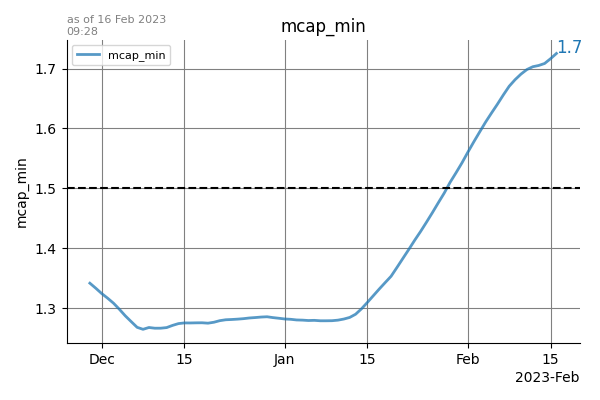 as of 16 Feb 2023
09:28
mcap_min
mcap_min
1.7
1.7
1.6
1.5
1.4
1.3
mcap_min
Dec
15
Jan
15
Feb
15
2023-Feb